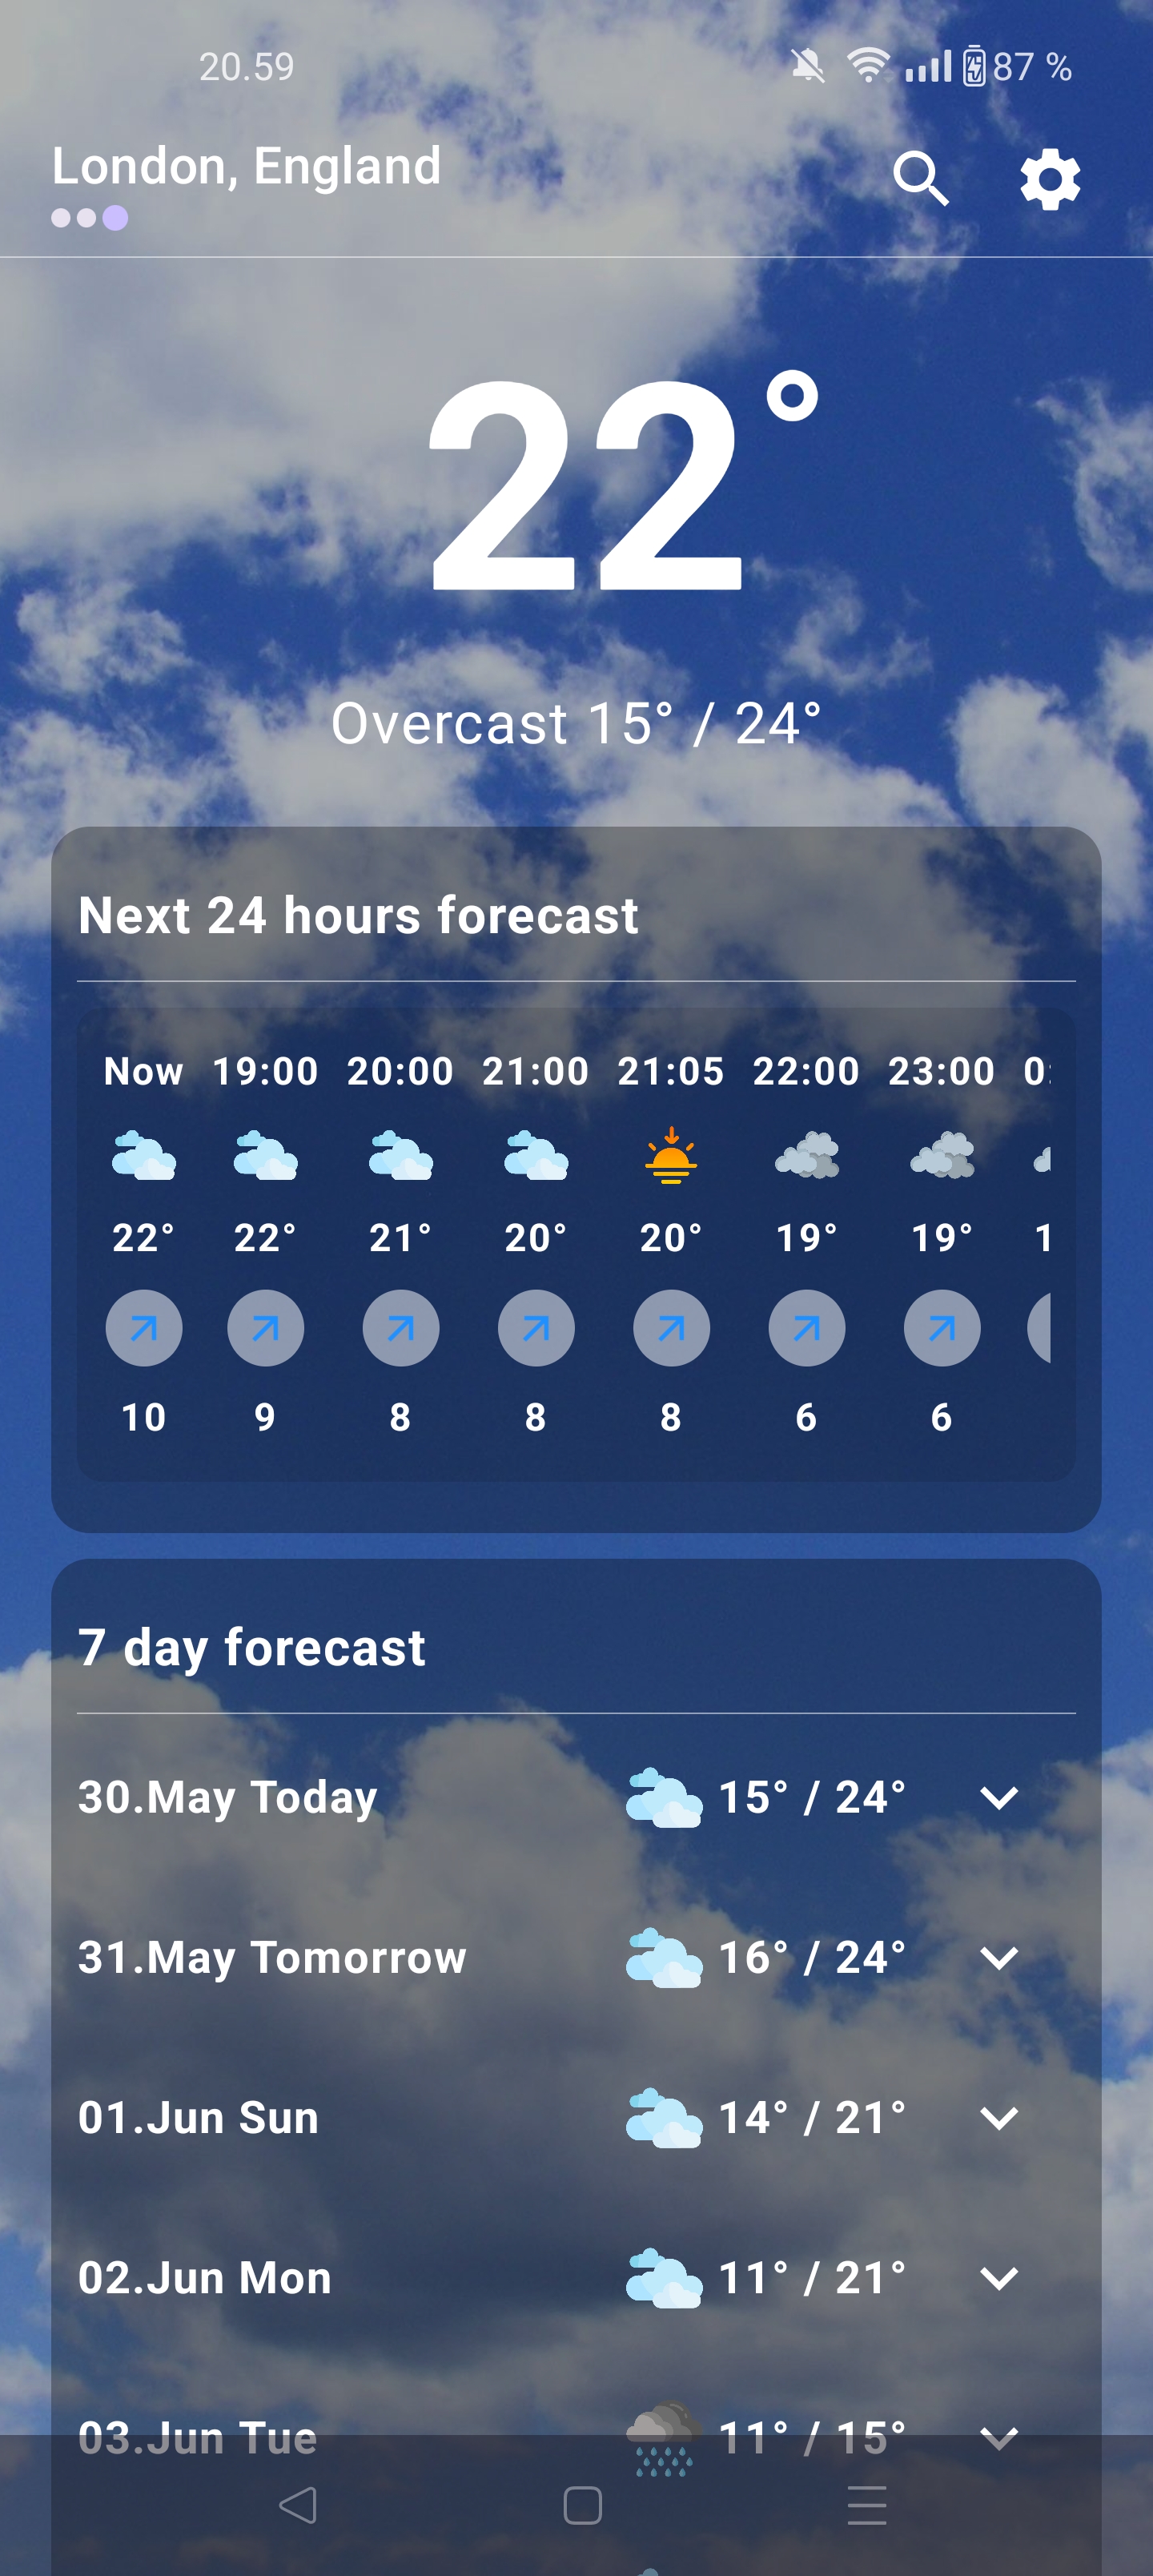 20.59 87 %
London, England
22°
Overcast 15° / 24°
Next 24 hours forecast
Now 19:00 20:00 21:00 21:05 22:00 23:00 0:
22° 22° 21° 20° 20° 19° 19° 1
10 9 8 8 8 6 6
7 day forecast
30.May Today 15° / 24°
31.May Tomorrow 16° / 24°
01.Jun Sun 14° / 21°
02.Jun Mon 11° / 21°
03.Jun Tue 11° / 15°